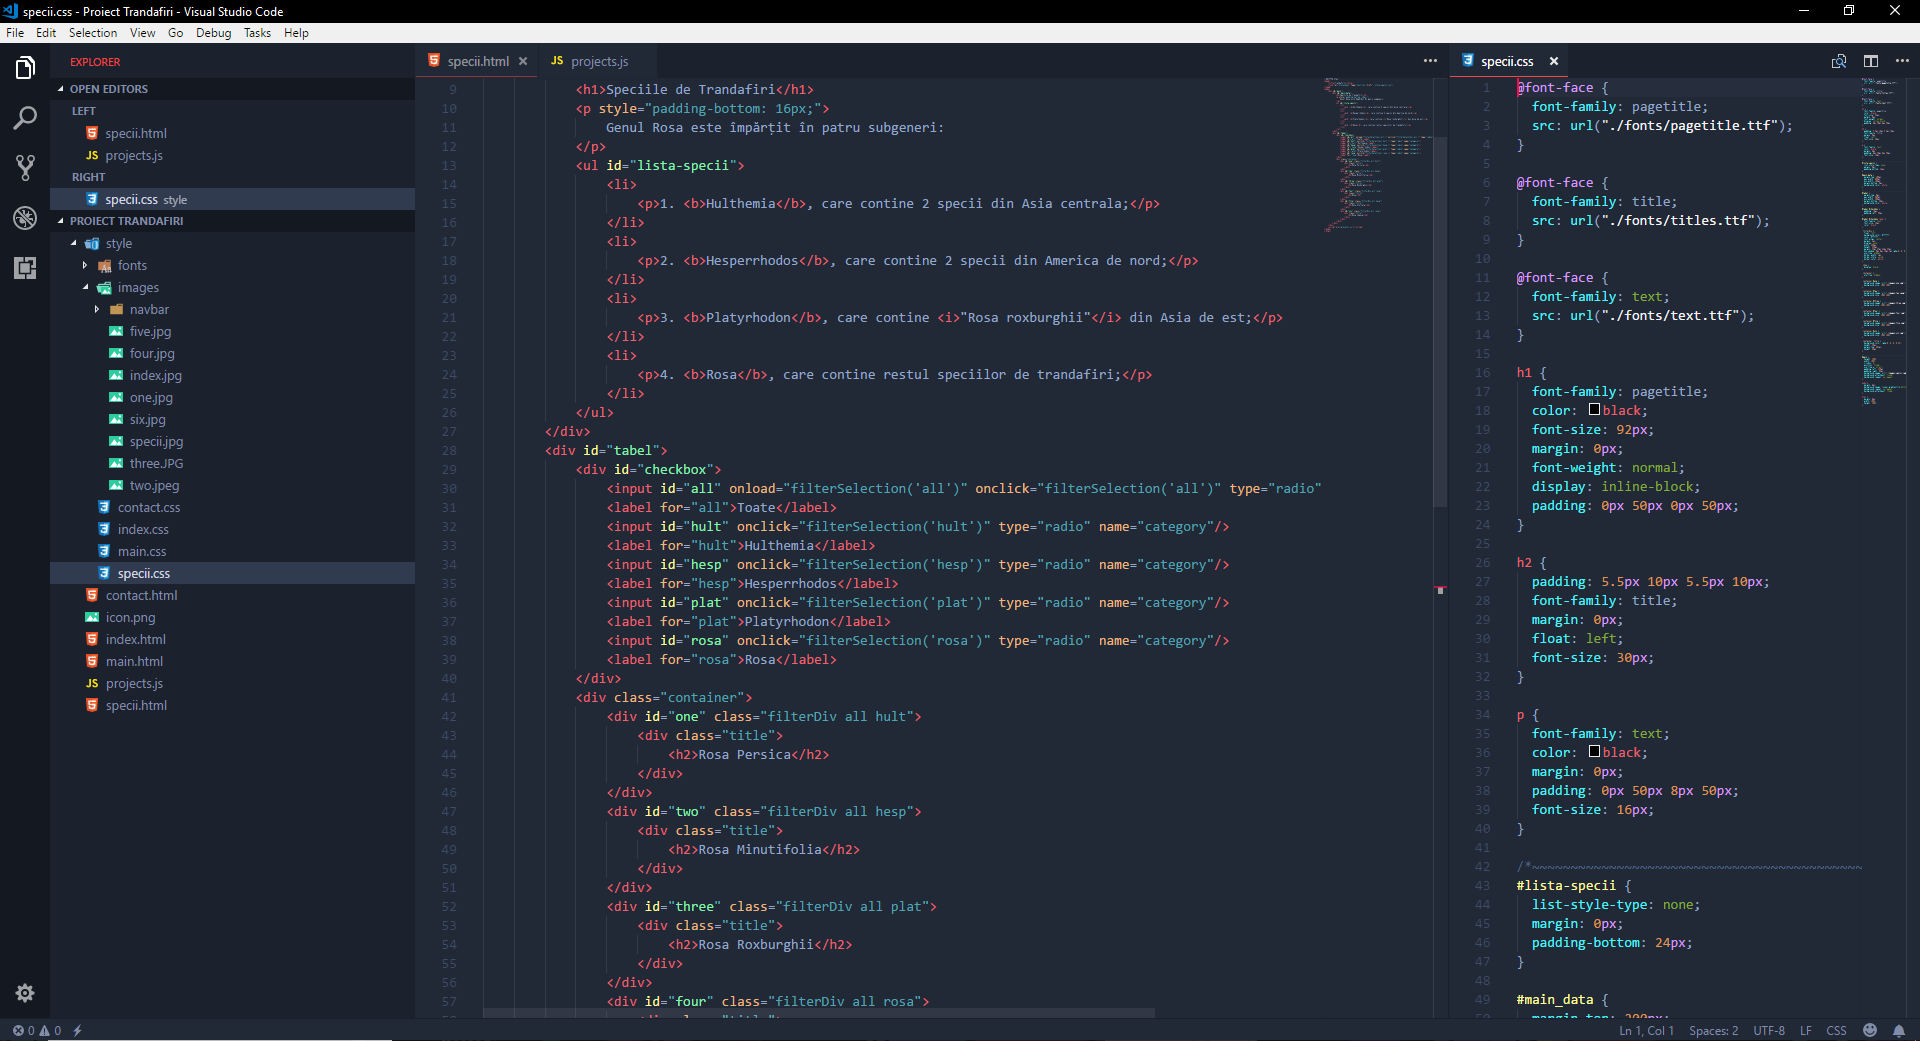 specii.css - Proiect Trandafiri - Visual Studio Code
File Edit Selection View Go Debug Tasks Help
EXPLORER
OPEN EDITORS
LEFT
specii.html
JS projects.js
RIGHT
specii.css style
PROIECT TRANDAFIRI
style
fonts
images
navbar
five.jpg
four.jpg
index.jpg
one.jpg
six.jpg
specii.jpg
three.JPG
two.jpeg
contact.css
index.css
main.css
specii.css
contact.html
icon.png
index.html
main.html
JS projects.js
specii.html
specii.html JS projects.js
9 <h1>Speciile de Trandafiri</h1>
10 <p style="padding-bottom: 16px;">
11 Genul Rosa este împărțit în patru subgeneri:
12 </p>
13 <ul id="lista-specii">
14 <li>
15 <p>1. <b>Hulthemia</b>, care contine 2 specii din Asia centrala;</p>
16 </li>
17 <li>
18 <p>2. <b>Hesperrhodos</b>, care contine 2 specii din America de nord;</p>
19 </li>
20 <li>
21 <p>3. <b>Platyrhodon</b>, care contine <i>"Rosa roxburghii"</i> din Asia de est;</p>
22 </li>
23 <li>
24 <p>4. <b>Rosa</b>, care contine restul speciilor de trandafiri;</p>
25 </li>
26 </ul>
27 </div>
28 <div id="tabel">
29 <div id="checkbox">
30 <input id="all" onload="filterSelection('all')" onclick="filterSelection('all')" type="radio"
31 <label for="all">Toate</label>
32 <input id="hult" onclick="filterSelection('hult')" type="radio" name="category"/>
33 <label for="hult">Hulthemia</label>
34 <input id="hesp" onclick="filterSelection('hesp')" type="radio" name="category"/>
35 <label for="hesp">Hesperrhodos</label>
36 <input id="plat" onclick="filterSelection('plat')" type="radio" name="category"/>
37 <label for="plat">Platyrhodon</label>
38 <input id="rosa" onclick="filterSelection('rosa')" type="radio" name="category"/>
39 <label for="rosa">Rosa</label>
40 </div>
41 <div class="container">
42 <div id="one" class="filterDiv all hult">
43 <div class="title">
44 <h2>Rosa Persica</h2>
45 </div>
46 </div>
47 <div id="two" class="filterDiv all hesp">
48 <div class="title">
49 <h2>Rosa Minutifolia</h2>
50 </div>
51 </div>
52 <div id="three" class="filterDiv all plat">
53 <div class="title">
54 <h2>Rosa Roxburghii</h2>
55 </div>
56 </div>
57 <div id="four" class="filterDiv all rosa">
specii.css
1 @font-face {
2 font-family: pagetitle;
3 src: url("./fonts/pagetitle.ttf");
4 }
5
6 @font-face {
7 font-family: title;
8 src: url("./fonts/titles.ttf");
9 }
10
11 @font-face {
12 font-family: text;
13 src: url("./fonts/text.ttf");
14 }
15
16 h1 {
17 font-family: pagetitle;
18 color: black;
19 font-size: 92px;
20 margin: 0px;
21 font-weight: normal;
22 display: inline-block;
23 padding: 0px 50px 0px 50px;
24 }
25
26 h2 {
27 padding: 5.5px 10px 5.5px 10px;
28 font-family: title;
29 margin: 0px;
30 float: left;
31 font-size: 30px;
32 }
33
34 p {
35 font-family: text;
36 color: black;
37 margin: 0px;
38 padding: 0px 50px 8px 50px;
39 font-size: 16px;
40 }
41
42 /*~~~~~~~~~~~~~~~~~~~~~~~~~~~~~~~~~~~~~~~~~~~
43 #lista-specii {
44 list-style-type: none;
45 margin: 0px;
46 padding-bottom: 24px;
47 }
48
49 #main_data {
50 margin-top: 200px;
0 0
Ln 1, Col 1 Spaces: 2 UTF-8 LF CSS